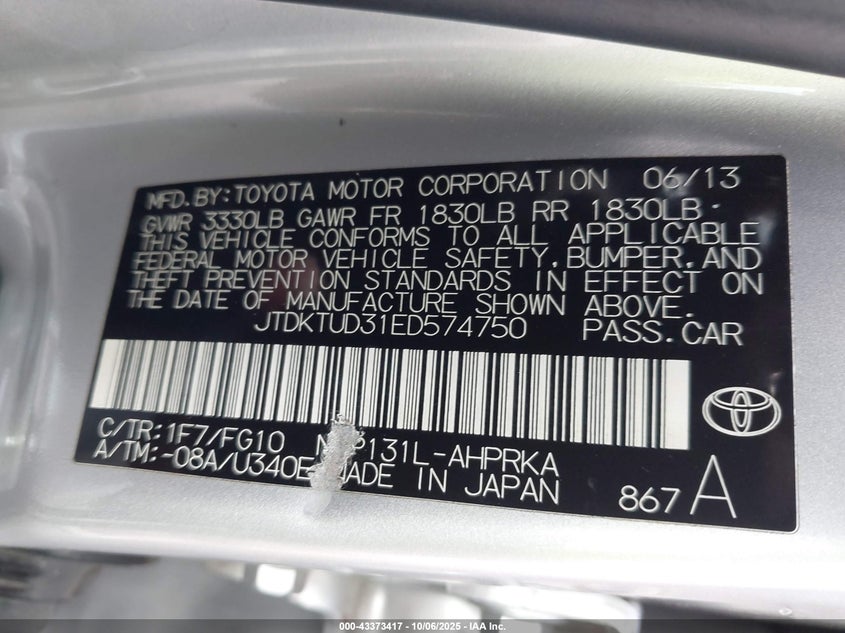 MFD.BY:TOYOTA MOTOR CORPORATION 06/13
GVWR 3330LB GAWR FR 1830LB RR 1830LB
THIS VEHICLE CONFORMS TO ALL APPLICABLE
FEDERAL MOTOR VEHICLE SAFETY,BUMPER,AND
THEFT PREVENTION STANDARDS IN EFFECT ON
THE DATE OF MANUFACTURE SHOWN ABOVE.
JTDKTUD31ED574750 PASS.CAR
C/TR:1F7/FG10 P131L-AHPRKA
A/TM:-08A/U340E MADE IN JAPAN 867 A
000-43373417 - 10/06/2025 - IAA Inc.